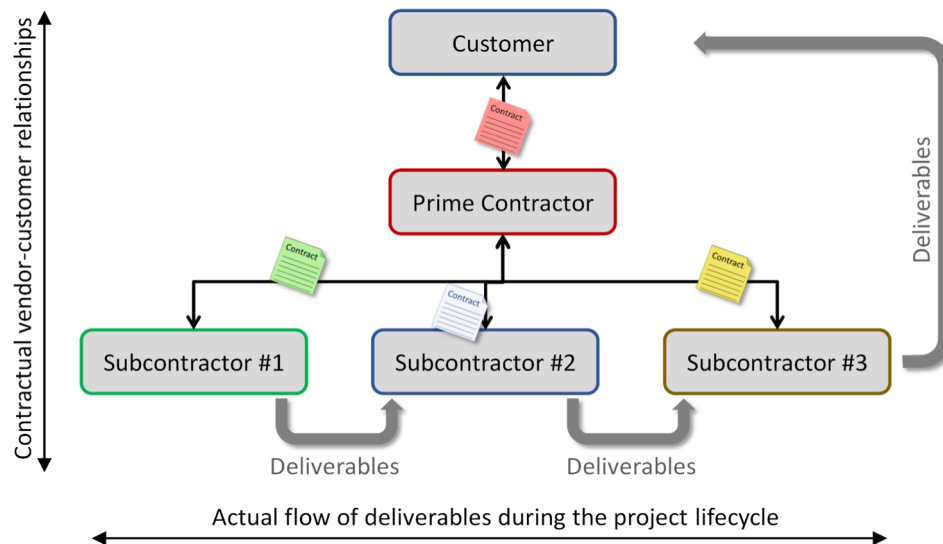 Contractual vendor-customer relationships
Customer
Contract
Prime Contractor
Deliverables
Contract
Contract
Contract
Subcontractor #1
Subcontractor #2
Subcontractor #3
Deliverables
Deliverables
Actual flow of deliverables during the project lifecycle